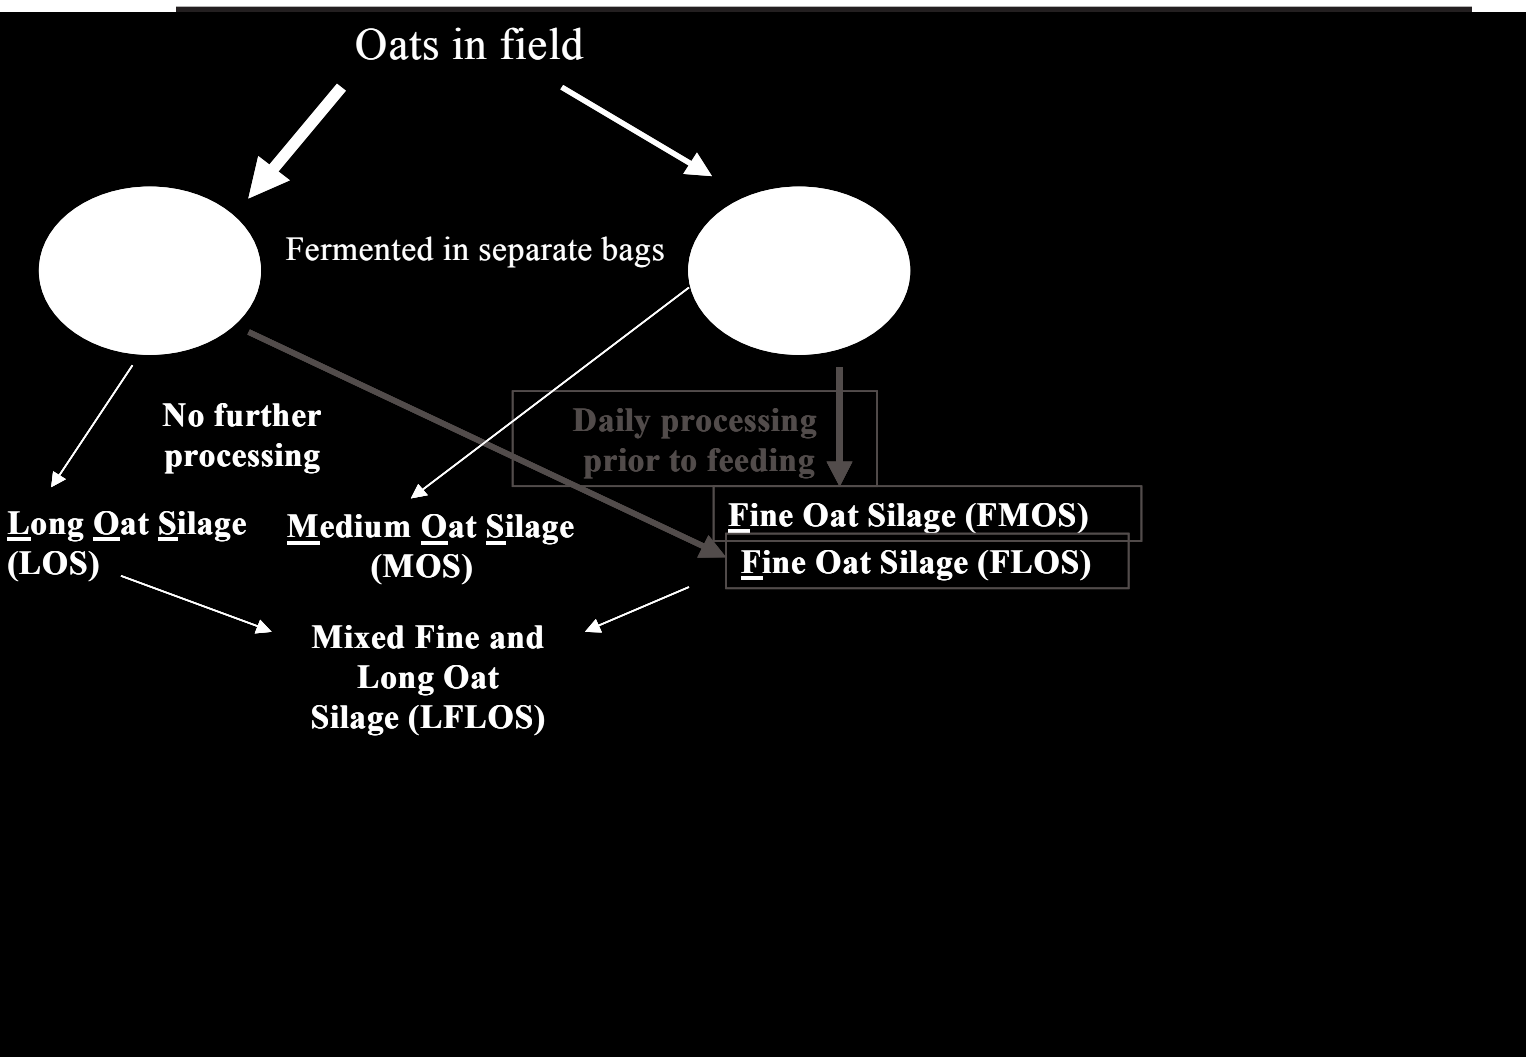 Oats in field
Fermented in separate bags
No further
processing
Daily processing
prior to feeding
Long Oat Silage
(LOS)
Medium Oat Silage
(MOS)
Fine Oat Silage (FMOS)
Fine Oat Silage (FLOS)
Mixed Fine and
Long Oat
Silage (LFLOS)